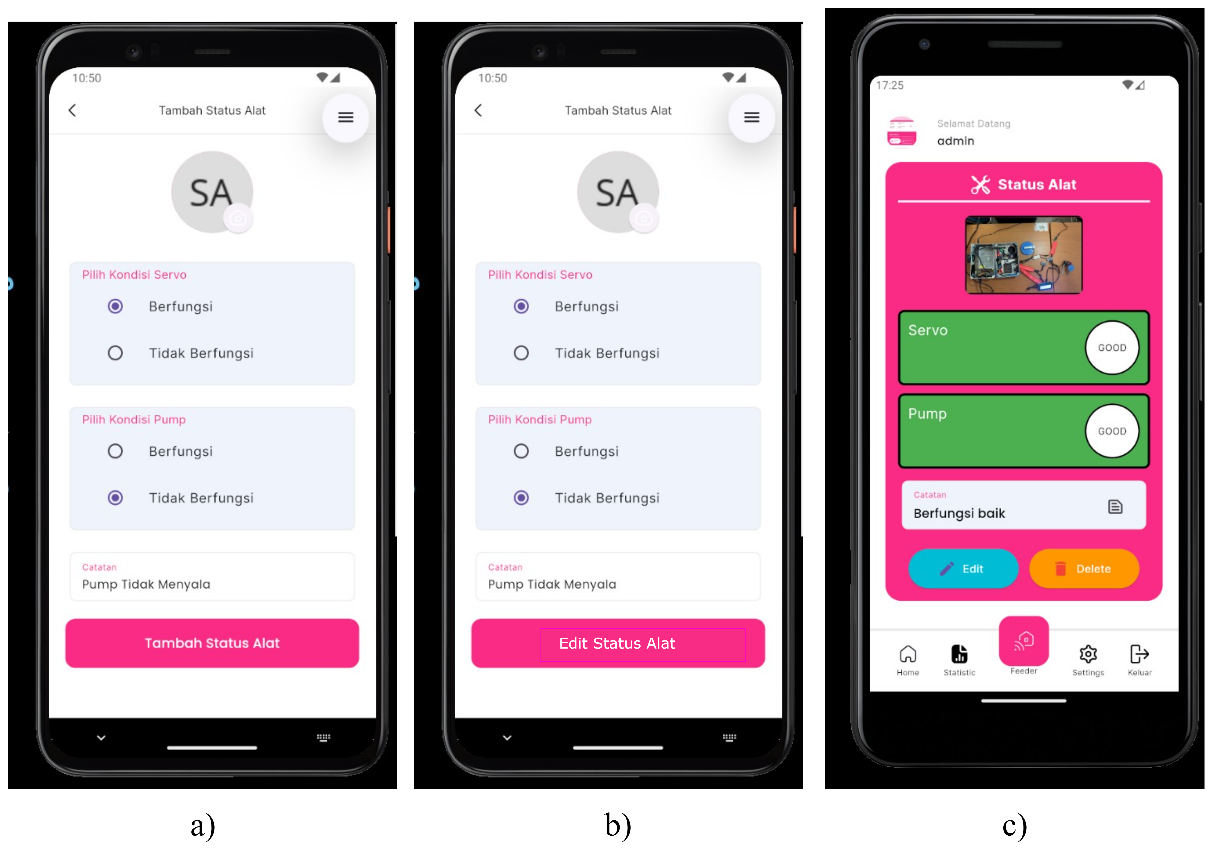 10:50
Tambah Status Alat
SA
Pilih Kondisi Servo
Berfungsi
Tidak Berfungsi
Pilih Kondisi Pump
Berfungsi
Tidak Berfungsi
Catatan
Pump Tidak Menyala
Tambah Status Alat
a)
10:50
Tambah Status Alat
SA
Pilih Kondisi Servo
Berfungsi
Tidak Berfungsi
Pilih Kondisi Pump
Berfungsi
Tidak Berfungsi
Catatan
Pump Tidak Menyala
Edit Status Alat
b)
17:25
Selamat Datang
admin
Status Alat
Servo
GOOD
Pump
GOOD
Catatan
Berfungsi baik
Edit
Delete
Home
Statistic
Feeder
Settings
Keluar
c)